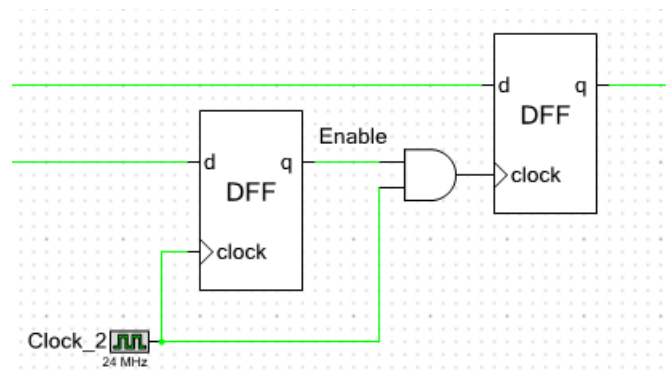 d q
DFF
clock
Enable
d q
DFF
clock
Clock_2
24 MHz